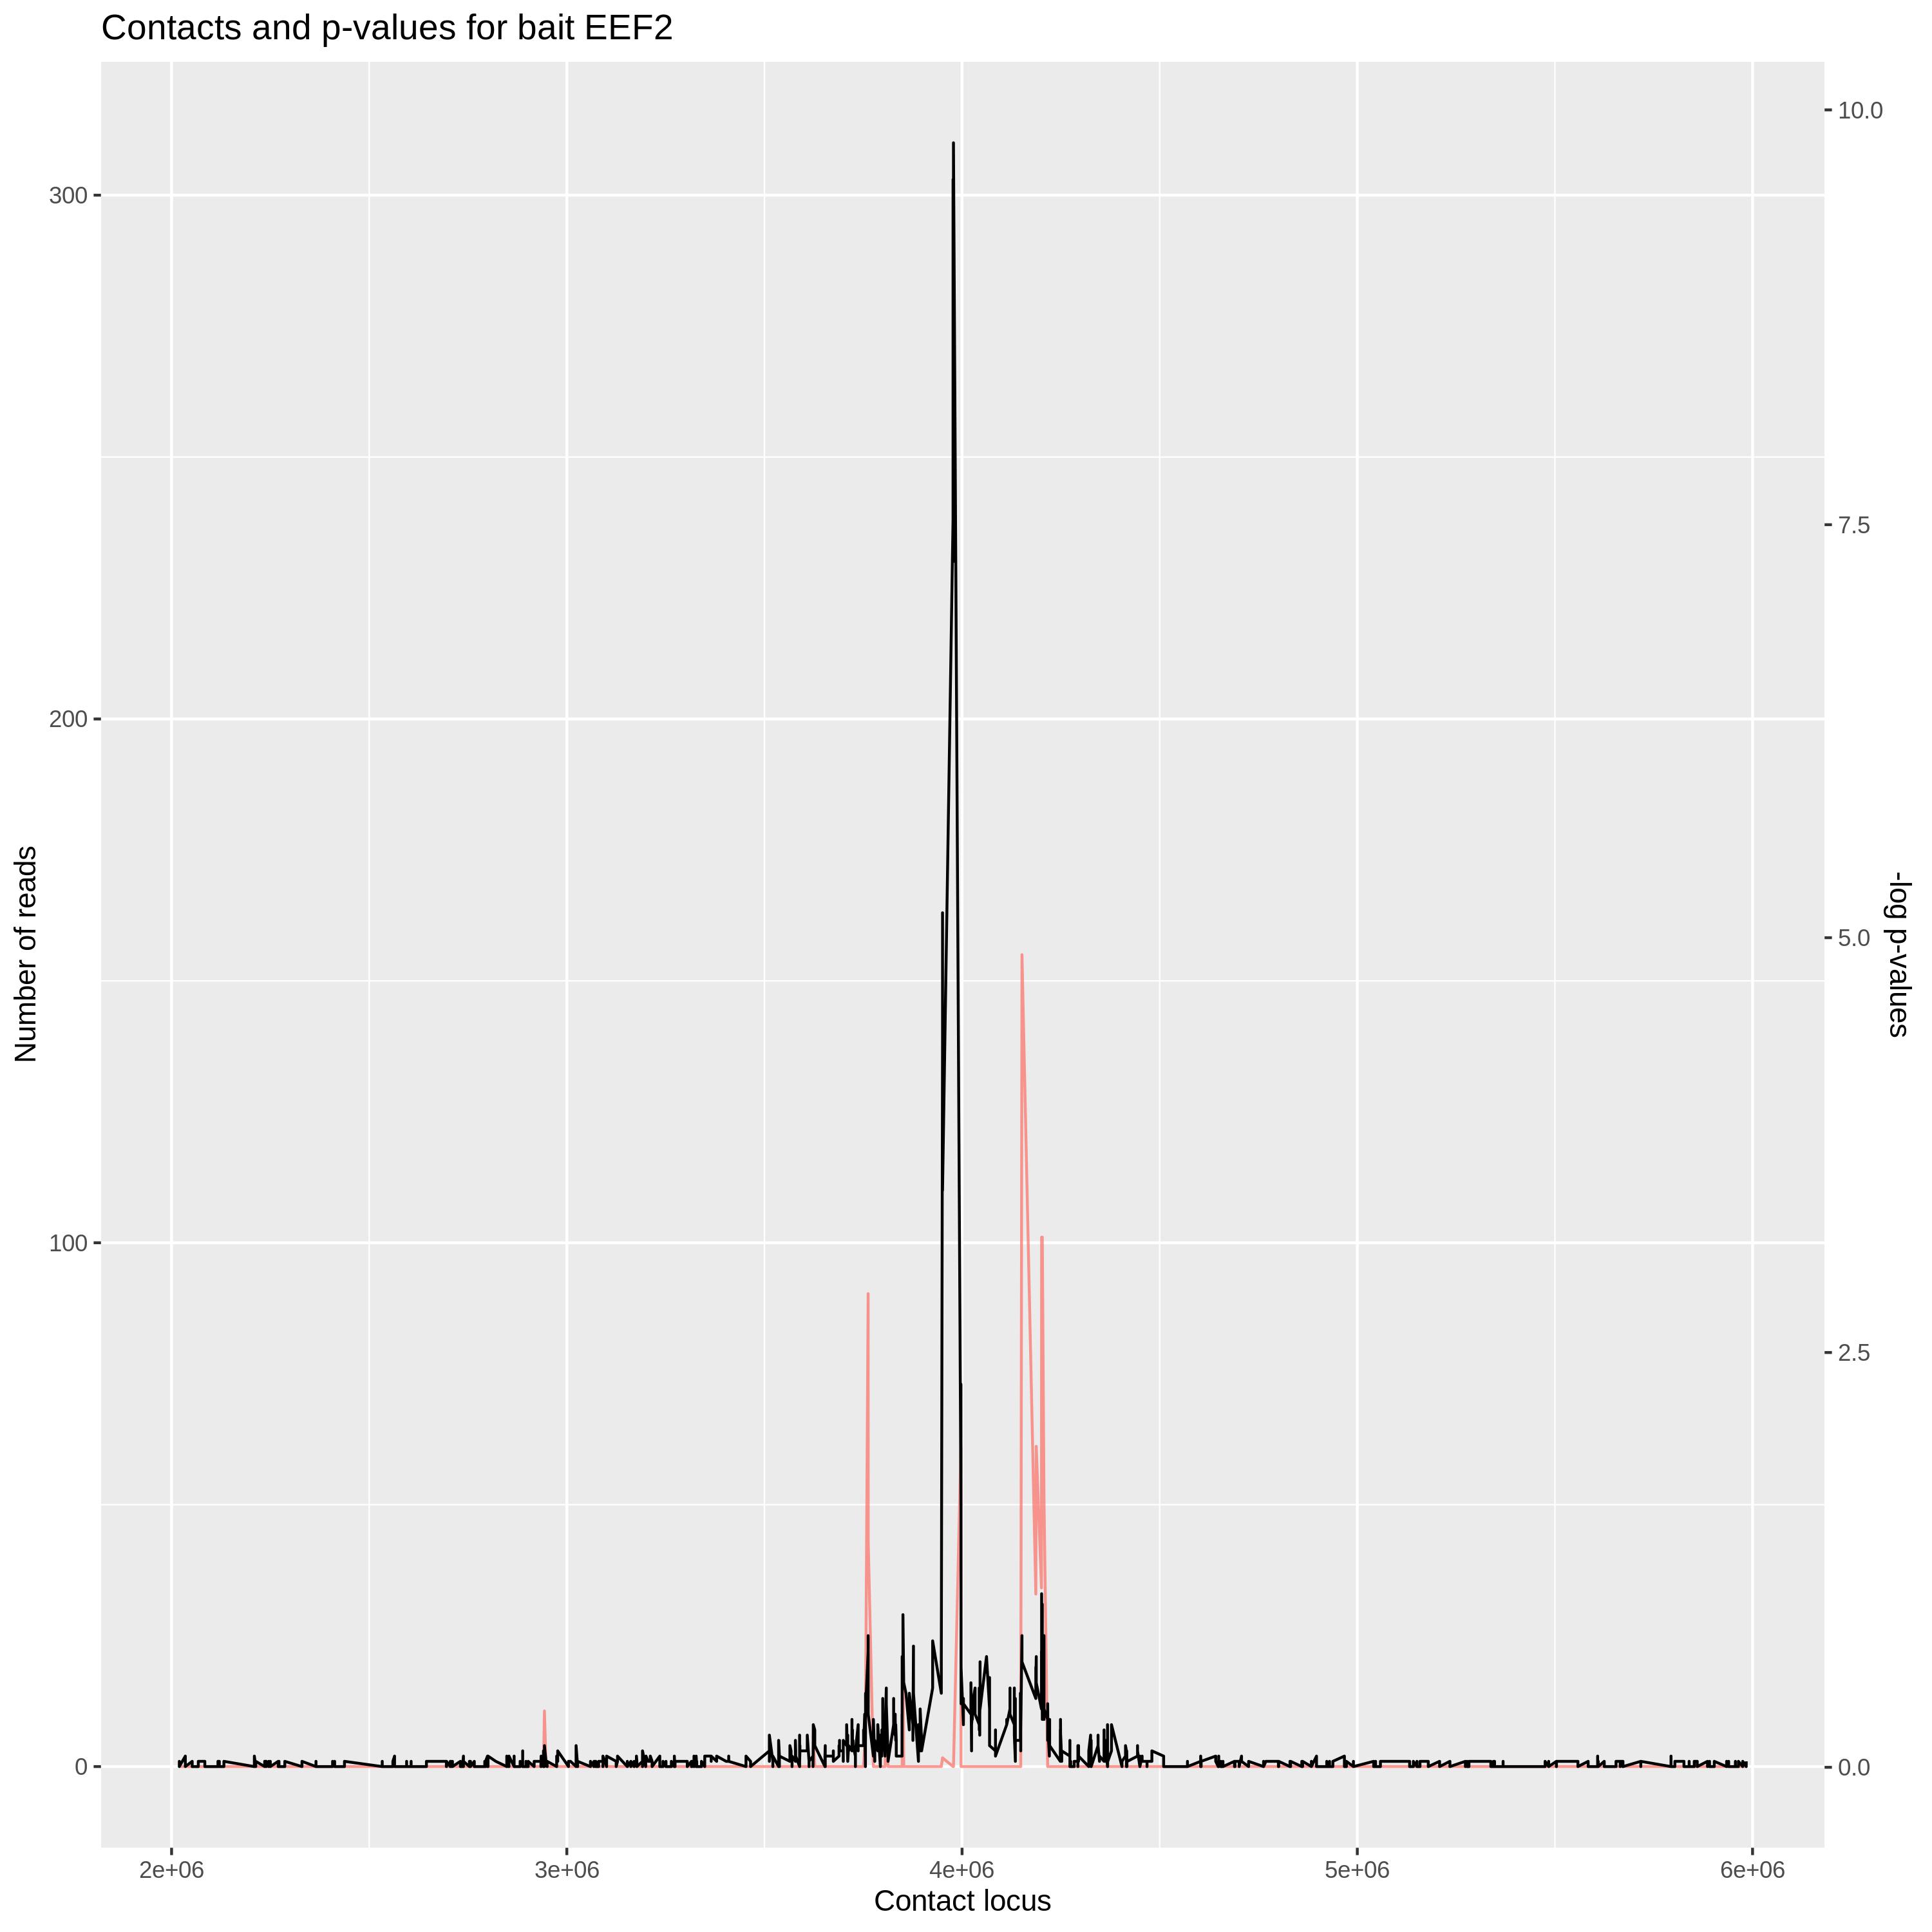 Contacts and p-values for bait EEF2
Number of reads
300
200
100
0
10.0
7.5
5.0
2.5
0.0
-log p-values
2e+06
3e+06
4e+06
5e+06
6e+06
Contact locus